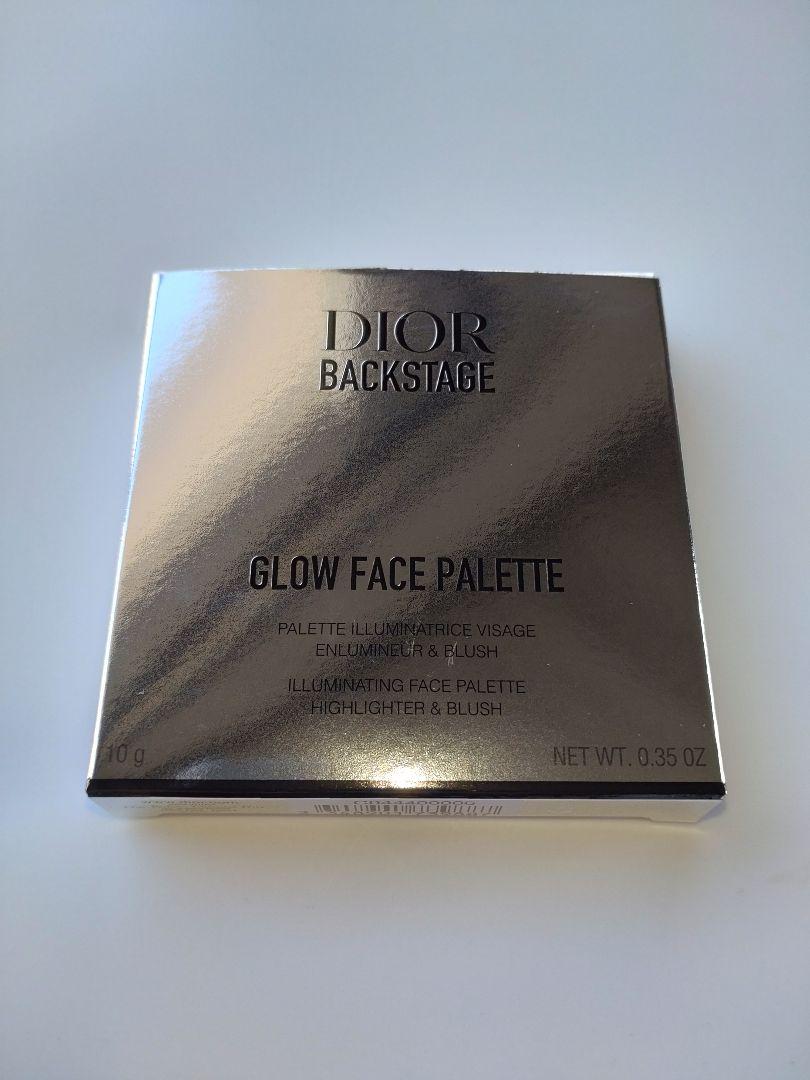 DIOR
BACKSTAGE
GLOW FACE PALETTE
PALETTE ILLUMINATRICE VISAGE
ENLUMINEUR & BLUSH
ILLUMINATING FACE PALETTE
HIGHLIGHTER & BLUSH
10 g
NET WT. 0.35 OZ